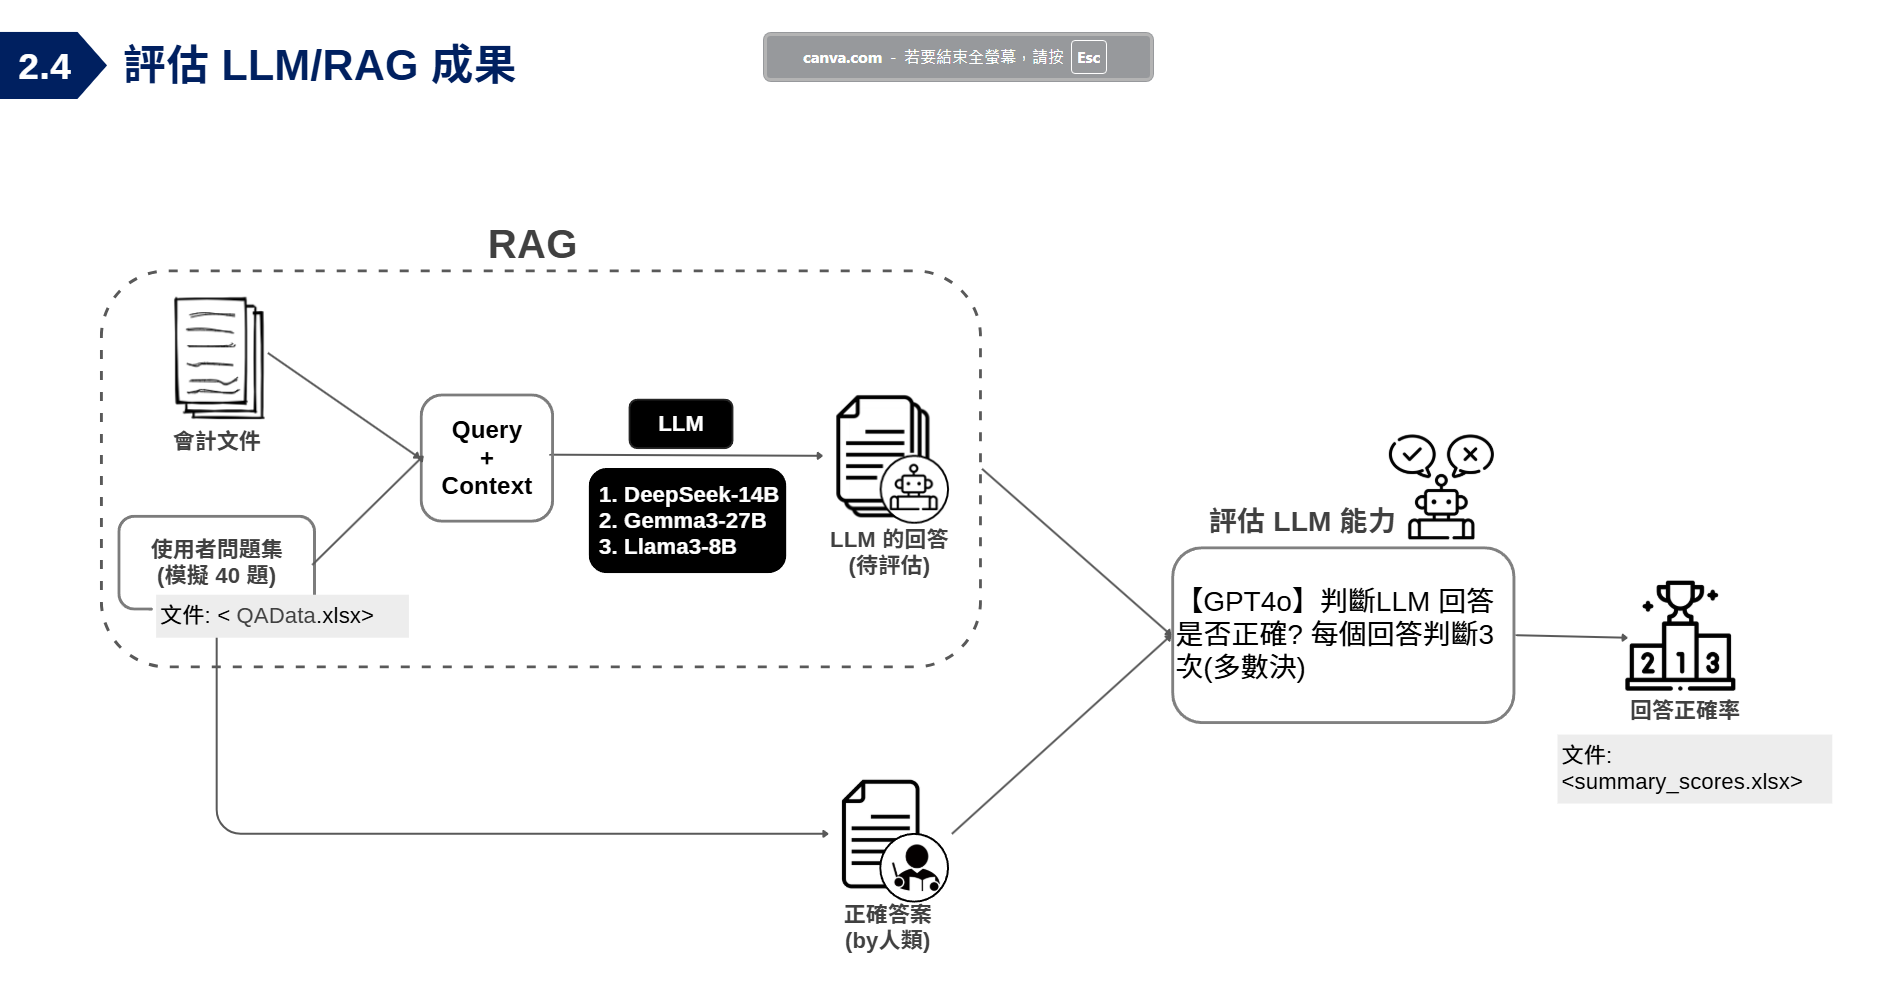 2.4
評估 LLM/RAG 成果
canva.com - 若要結束全螢幕，請按 Esc
RAG
會計文件
使用者問題集
(模擬 40 題)
文件: < QAData.xlsx>
Query
+
Context
LLM
1. DeepSeek-14B
2. Gemma3-27B
3. Llama3-8B
LLM 的回答
(待評估)
正確答案
(by人類)
評估 LLM 能力
【GPT4o】判斷LLM 回答
是否正確? 每個回答判斷3
次(多數決)
2 1 3
回答正確率
文件:
<summary_scores.xlsx>